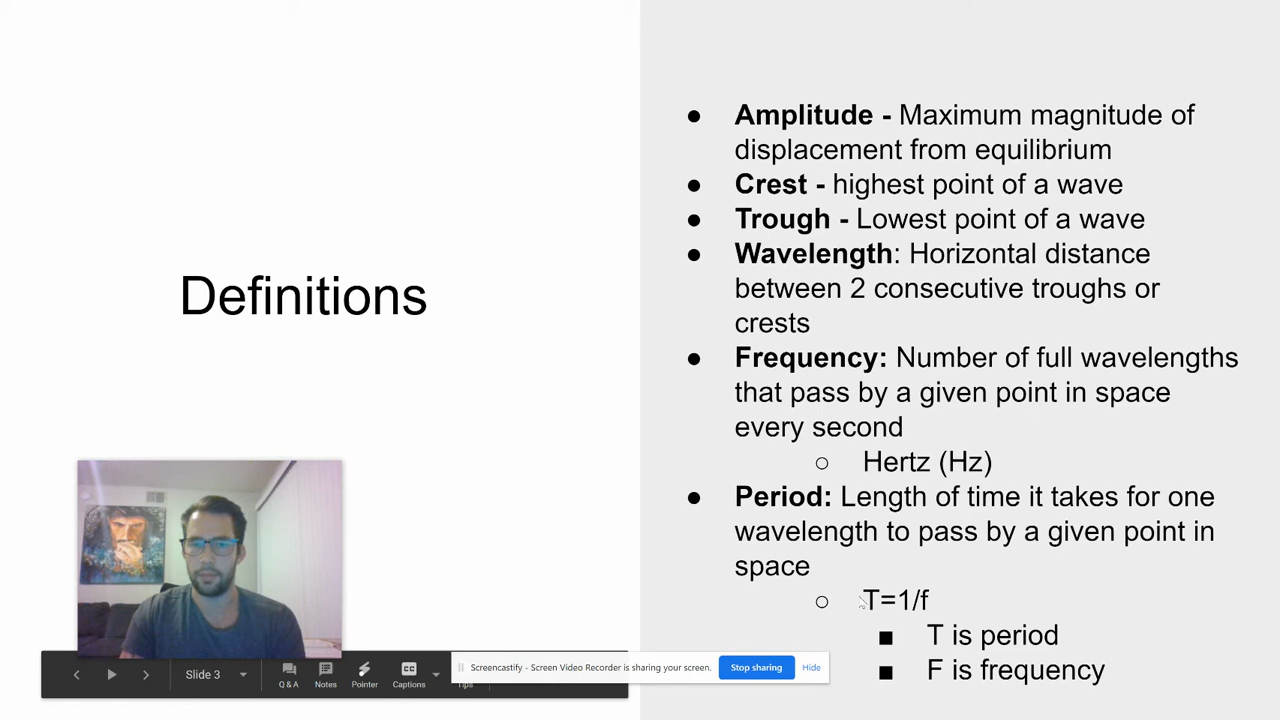 Definitions
● Amplitude - Maximum magnitude of
displacement from equilibrium
● Crest - highest point of a wave
● Trough - Lowest point of a wave
● Wavelength: Horizontal distance
between 2 consecutive troughs or
crests
● Frequency: Number of full wavelengths
that pass by a given point in space
every second
○ Hertz (Hz)
● Period: Length of time it takes for one
wavelength to pass by a given point in
space
○ T=1/f
■ T is period
■ F is frequency
Slide 3
Q & A
Notes
Pointer
Captions
Tips
Screencastify - Screen Video Recorder is sharing your screen.
Stop sharing
Hide